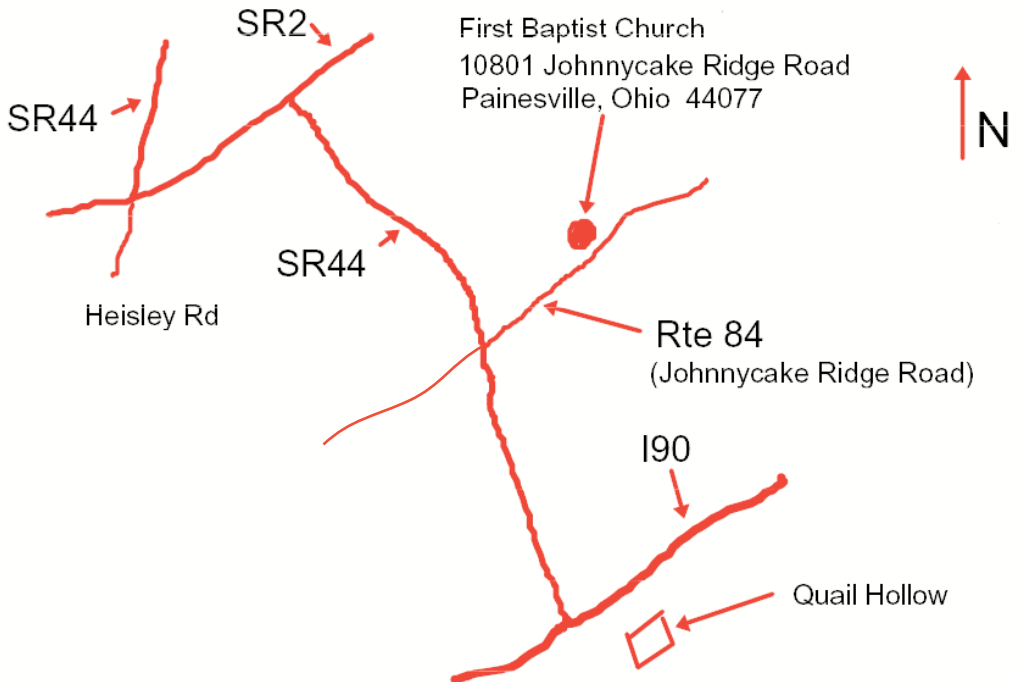 SR2
First Baptist Church
10801 Johnnycake Ridge Road
Painesville, Ohio 44077
SR44
N
SR44
Heisley Rd
Rte 84
(Johnnycake Ridge Road)
I90
Quail Hollow